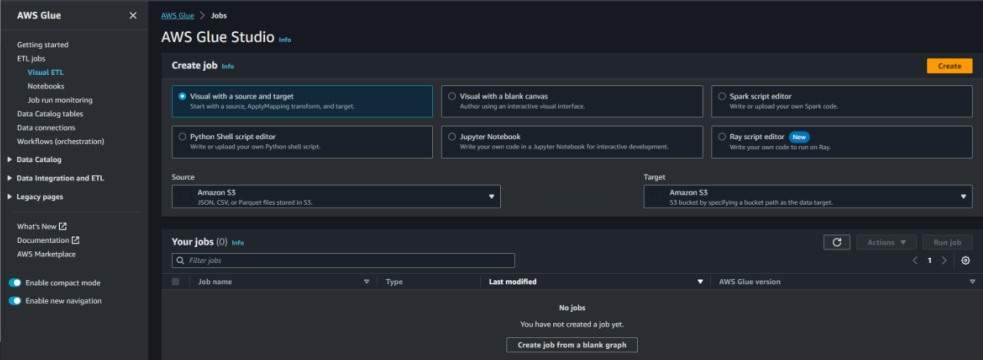 AWS Glue
Getting started
ETL jobs
Visual ETL
Notebooks
Job run monitoring
Data Catalog tables
Data connections
Workflows (orchestration)
Data Catalog
Data Integration and ETL
Legacy pages
What's New
Documentation
AWS Marketplace
Enable compact mode
Enable new navigation
AWS Glue > Jobs
AWS Glue Studio Info
Create job Info
Create
Visual with a source and target
Start with a source, ApplyMapping transform, and target.
Visual with a blank canvas
Author using an interactive visual interface.
Spark script editor
Write or upload your own Spark code.
Python Shell script editor
Write or upload your own Python shell script.
Jupyter Notebook
Write your own code in a Jupyter Notebook for interactive development.
Ray script editor New
Write your own code to run on Ray.
Source
Amazon S3
JSON, CSV, or Parquet files stored in S3.
Target
Amazon S3
S3 bucket by specifying a bucket path as the data target.
Your jobs (0) Info
Actions
Run job
Filter jobs
1
Job name Type Last modified AWS Glue version
No jobs
You have not created a job yet.
Create job from a blank graph